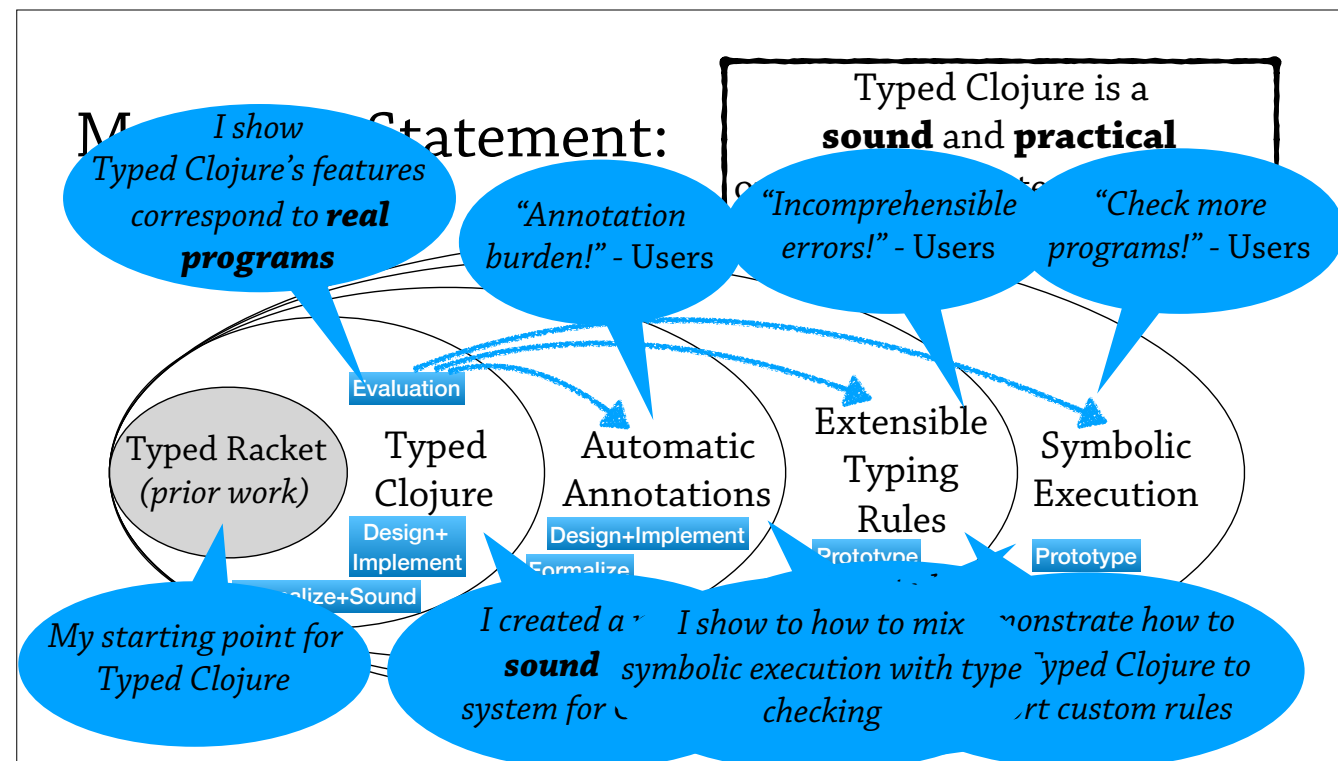 Statement:
Typed Clojure is a
sound and practical
I show
Typed Clojure’s features
correspond to real
programs
“Annotation
burden!” - Users
“Incomprehensible
errors!” - Users
“Check more
programs!” - Users
Evaluation
Typed Racket
(prior work)
Typed
Clojure
Automatic
Annotations
Extensible
Typing
Rules
Symbolic
Execution
Design+
Implement
Design+Implement
Formalize
Prototype
Prototype
My starting point for
Typed Clojure
I created a
sound
system for
I show to how to mix
symbolic execution with type
checking
how to
Typed Clojure to
custom rules